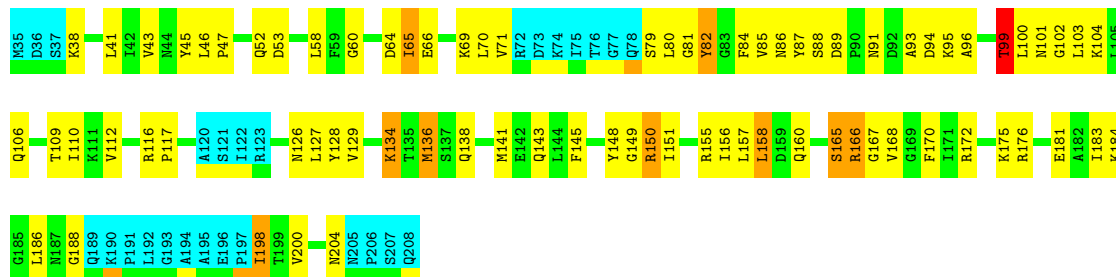 M35 D36 S37 K38 L41 I42 V43 N44 Y45 L46 P47 Q52 D53 L58 F59 G60 D64 I65 E66 K69 L70 V71 R72 D73 K74 I75 T76 G77 Q78 S79 L80 G81 Y82 G83 F84 V85 N86 Y87 S88 D89 P90 N91 D92 A93 D94 K95 A96 T99 L100 N101 G102 L103 K104 L105
Q106 T109 I110 K111 V112 R116 P117 A120 S121 I122 R123 N126 L127 Y128 V129 K134 T135 M136 S137 Q138 M141 E142 Q143 L144 F145 Y148 G149 R150 I151 R155 I156 L157 L158 D159 Q160 S165 R166 G167 V168 G169 F170 I171 R172 K175 R176 E181 A182 I183 K184
G185 L186 N187 G188 Q189 K190 P191 L192 G193 A194 A195 E196 P197 I198 T199 V200 N204 N205 P206 S207 Q208